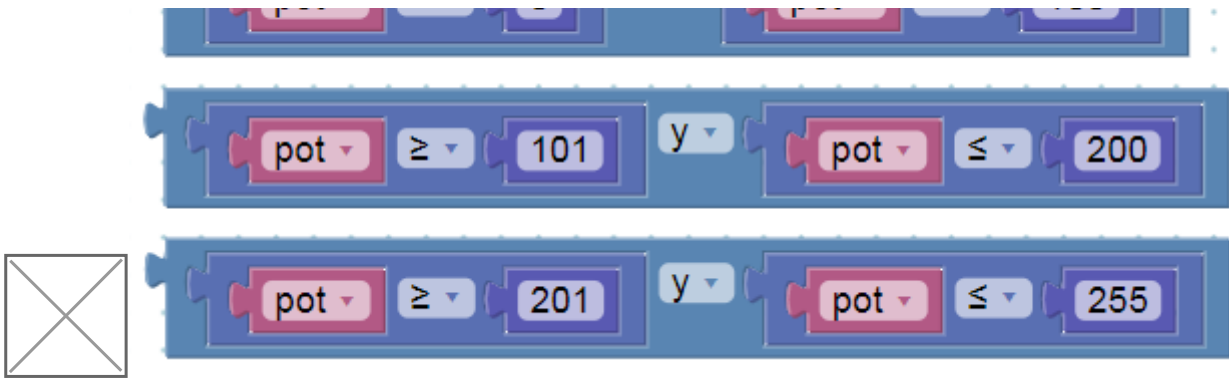 pot ≥ 101 y pot ≤ 200
pot ≥ 201 y pot ≤ 255